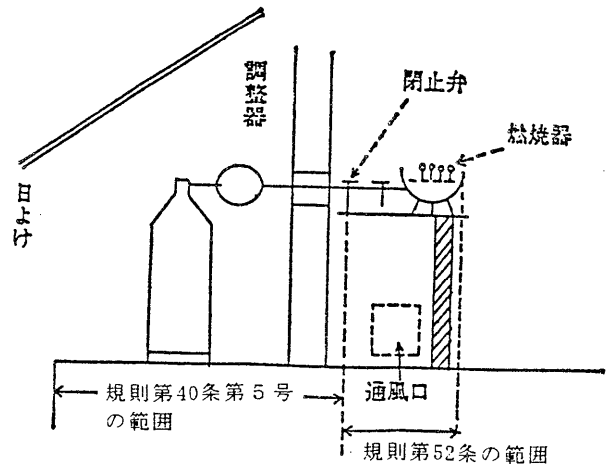 調整器
閉止弁
燃焼器
日よけ
通風口
規則第40条第5号
の範囲
規則第52条の範囲